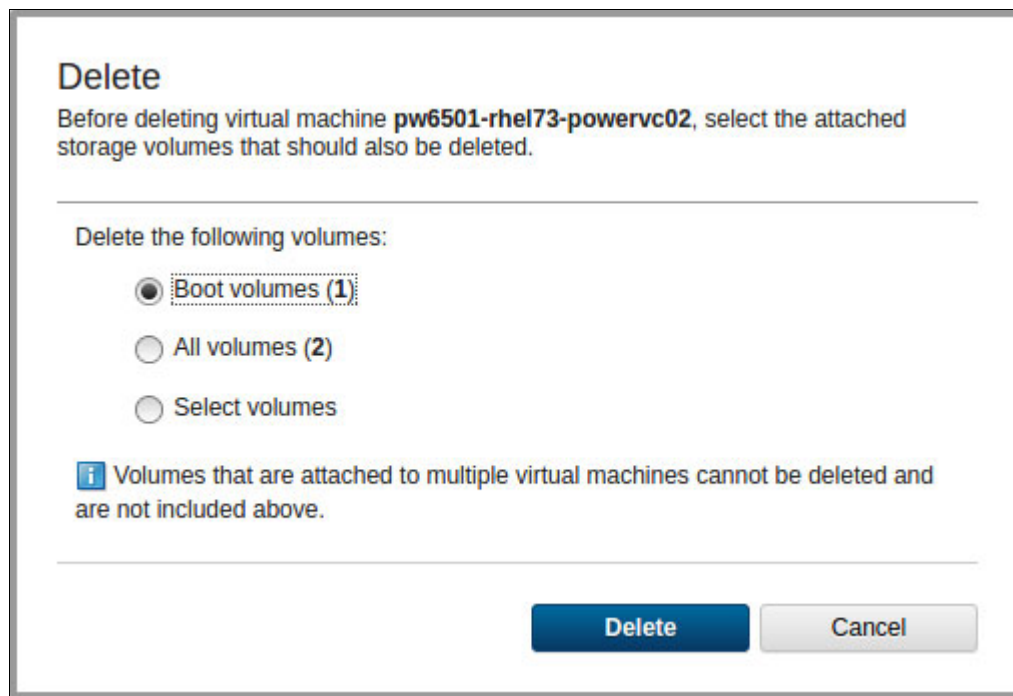 Delete
Before deleting virtual machine pw6501-rhel73-powervc02, select the attached
storage volumes that should also be deleted.
Delete the following volumes:
Boot volumes (1)
All volumes (2)
Select volumes
i Volumes that are attached to multiple virtual machines cannot be deleted and
are not included above.
Delete
Cancel